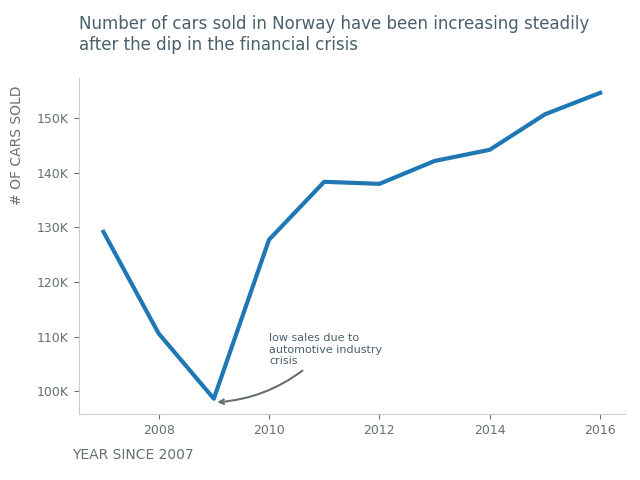 Number of cars sold in Norway have been increasing steadily
after the dip in the financial crisis
# OF CARS SOLD
150K
140K
130K
120K
110K
100K
low sales due to
automotive industry
crisis
2008
2010
2012
2014
2016
YEAR SINCE 2007